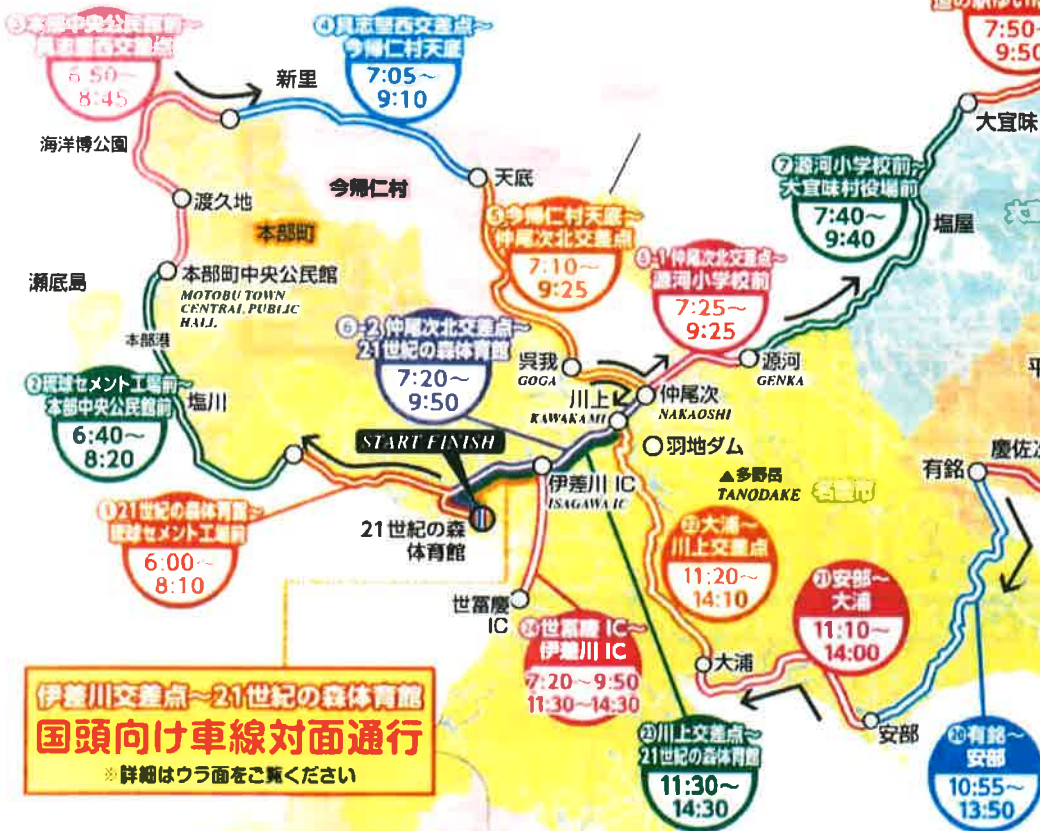 ③本部中央公民館前～
具志堅西交差点
6:50～
8:45
④具志堅西交差点～
今帰仁村天底
7:05～
9:10
7:50～
9:50
新里
海洋博公園
大宜味
今帰仁村
天底
⑦源河小学校前～
大宜味村役場前
7:40～
9:40
渡久地
本部町
⑤今帰仁村天底～
仲尾次北交差点
7:10～
9:25
塩屋
瀬底島
本部町中央公民館
MOTOBU TOWN
CENTRAL PUBLIC
HALL
⑥-1仲尾次北交差点～
源河小学校前
7:25～
9:25
本部港
⑥-2仲尾次北交差点～
21世紀の森体育館
7:20～
9:50
呉我
GOGA
源河
GENKA
②琉球セメント工場前～
本部中央公民館前
6:40～
8:20
塩川
川上
KAWAKAMI
仲尾次
NAKAOSHI
START FINISH
羽地ダム
慶佐次
有銘
伊差川 IC
ISAGAWA IC
▲多野岳
TANODAKE
名護市
①21世紀の森体育館～
琉球セメント工場前
6:00～
8:10
21世紀の森
体育館
㉒大浦～
川上交差点
11:20～
14:10
㉑安部～
大浦
11:10～
14:00
世冨慶
IC
㉔世冨慶 IC～
伊差川 IC
7:20～9:50
11:30～14:30
大浦
安部
伊差川交差点～21世紀の森体育館
国頭向け車線対面通行
※詳細はウラ面をご覧ください
㉓川上交差点～
21世紀の森体育館
11:30～
14:30
⑳有銘～
安部
10:55～
13:50